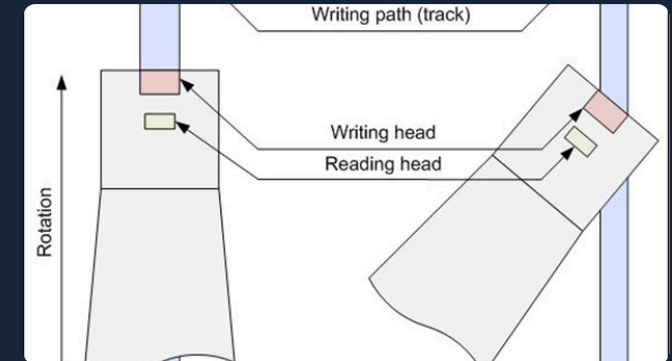 Writing path (track)
Writing head
Reading head
Rotation